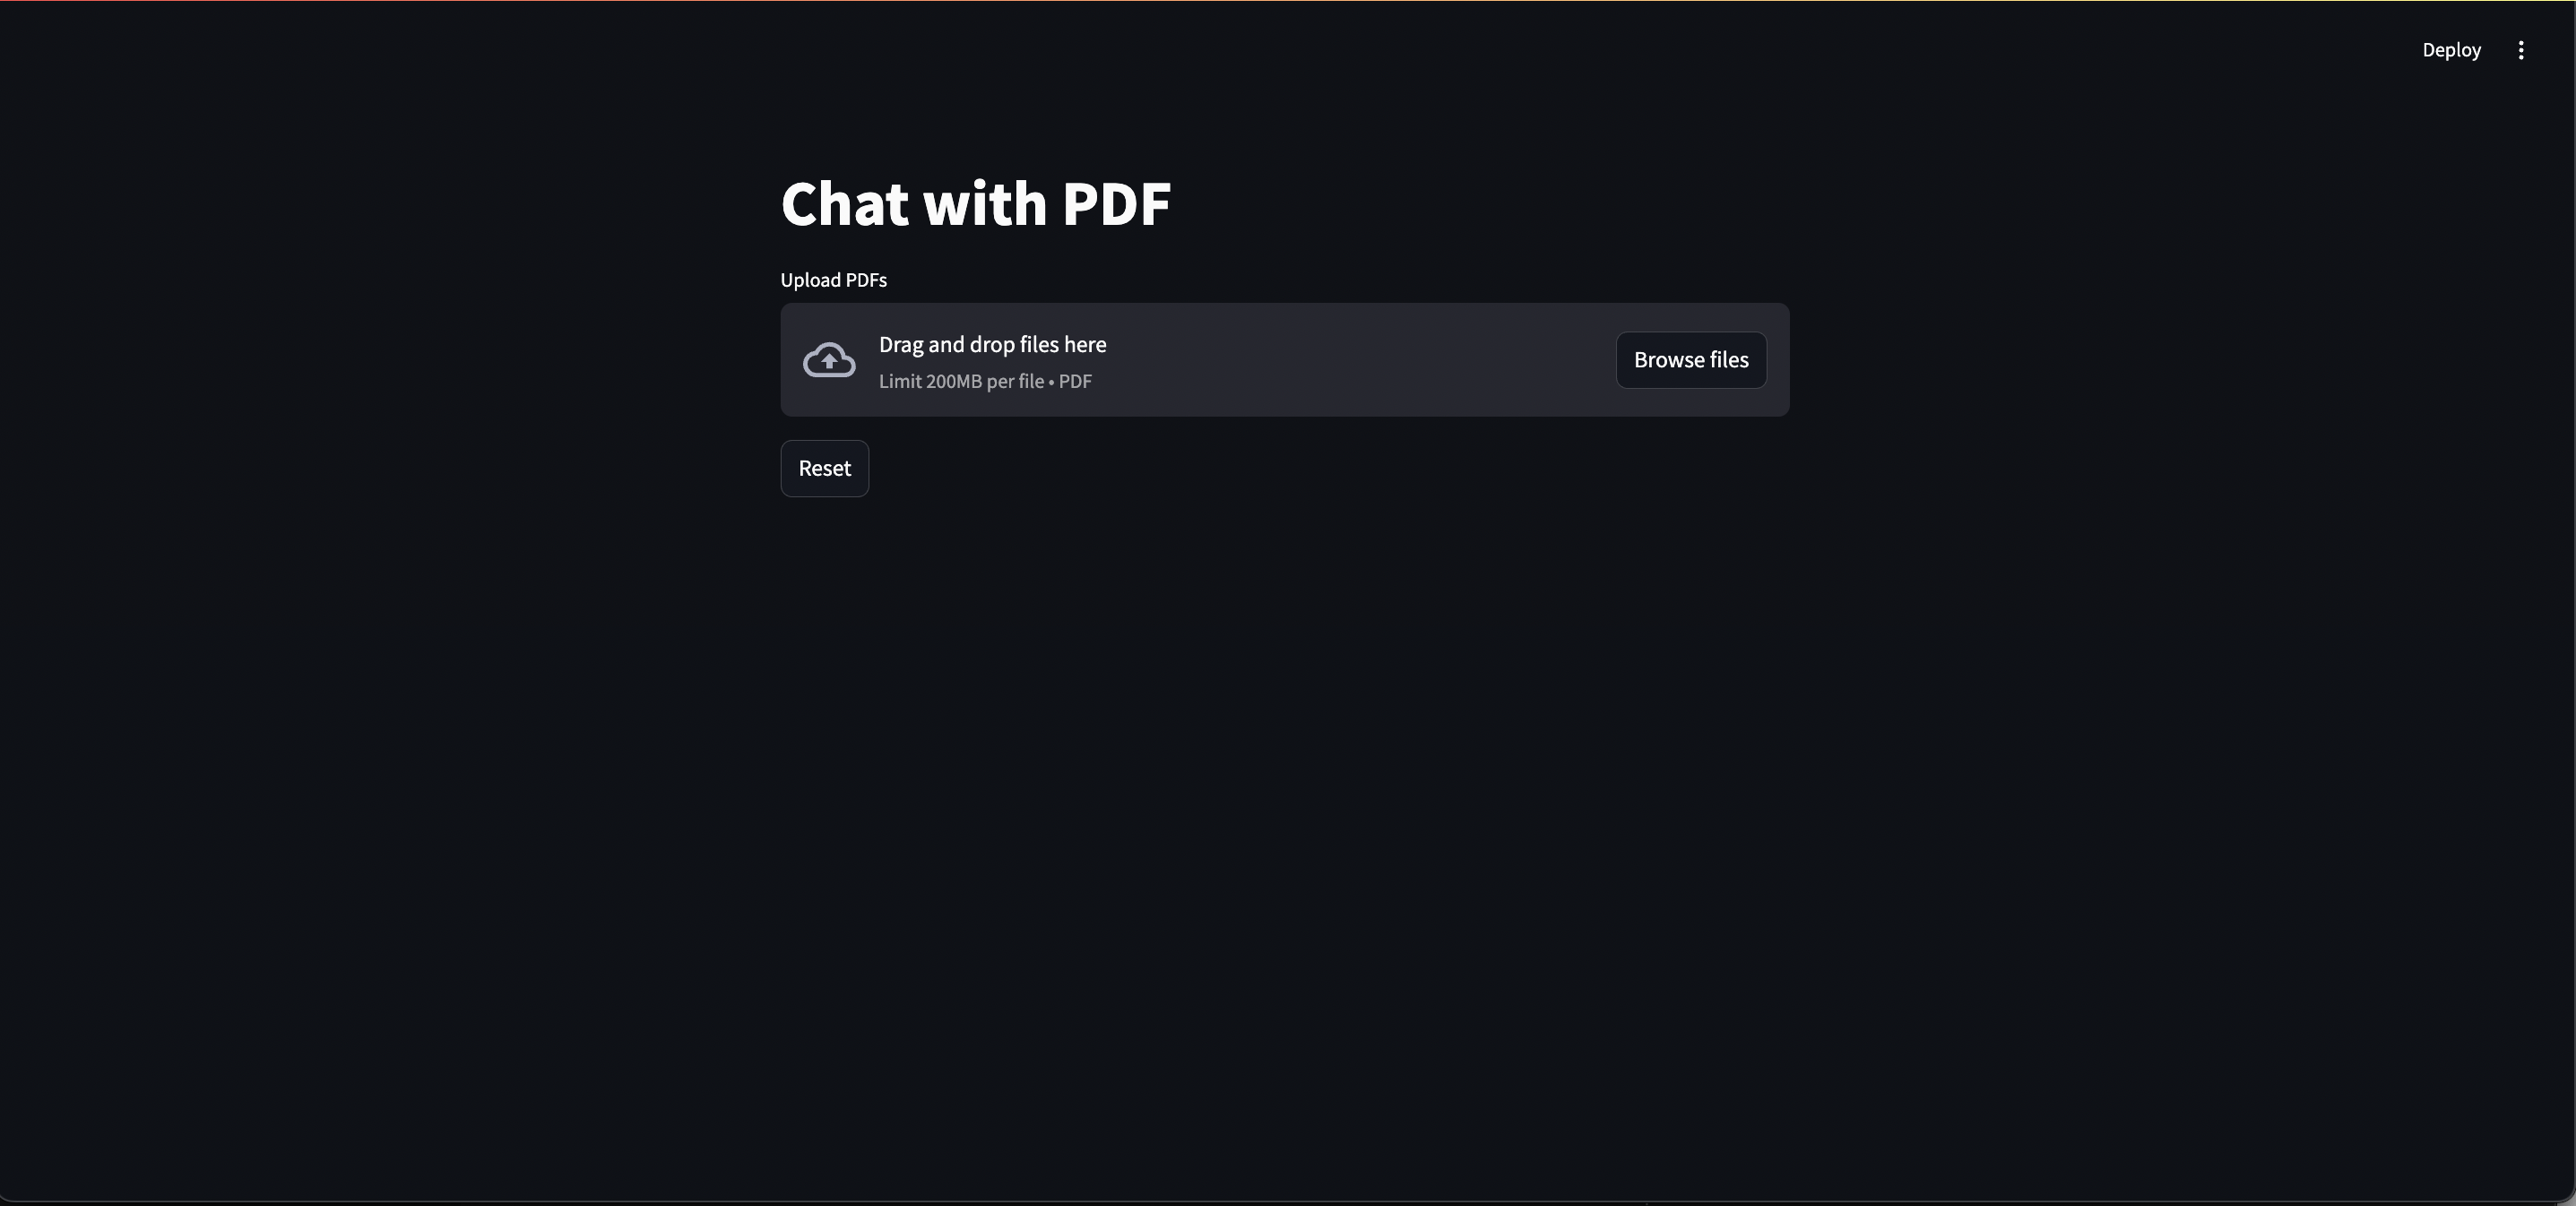 Deploy
Chat with PDF
Upload PDFs
Drag and drop files here
Limit 200MB per file • PDF
Browse files
Reset